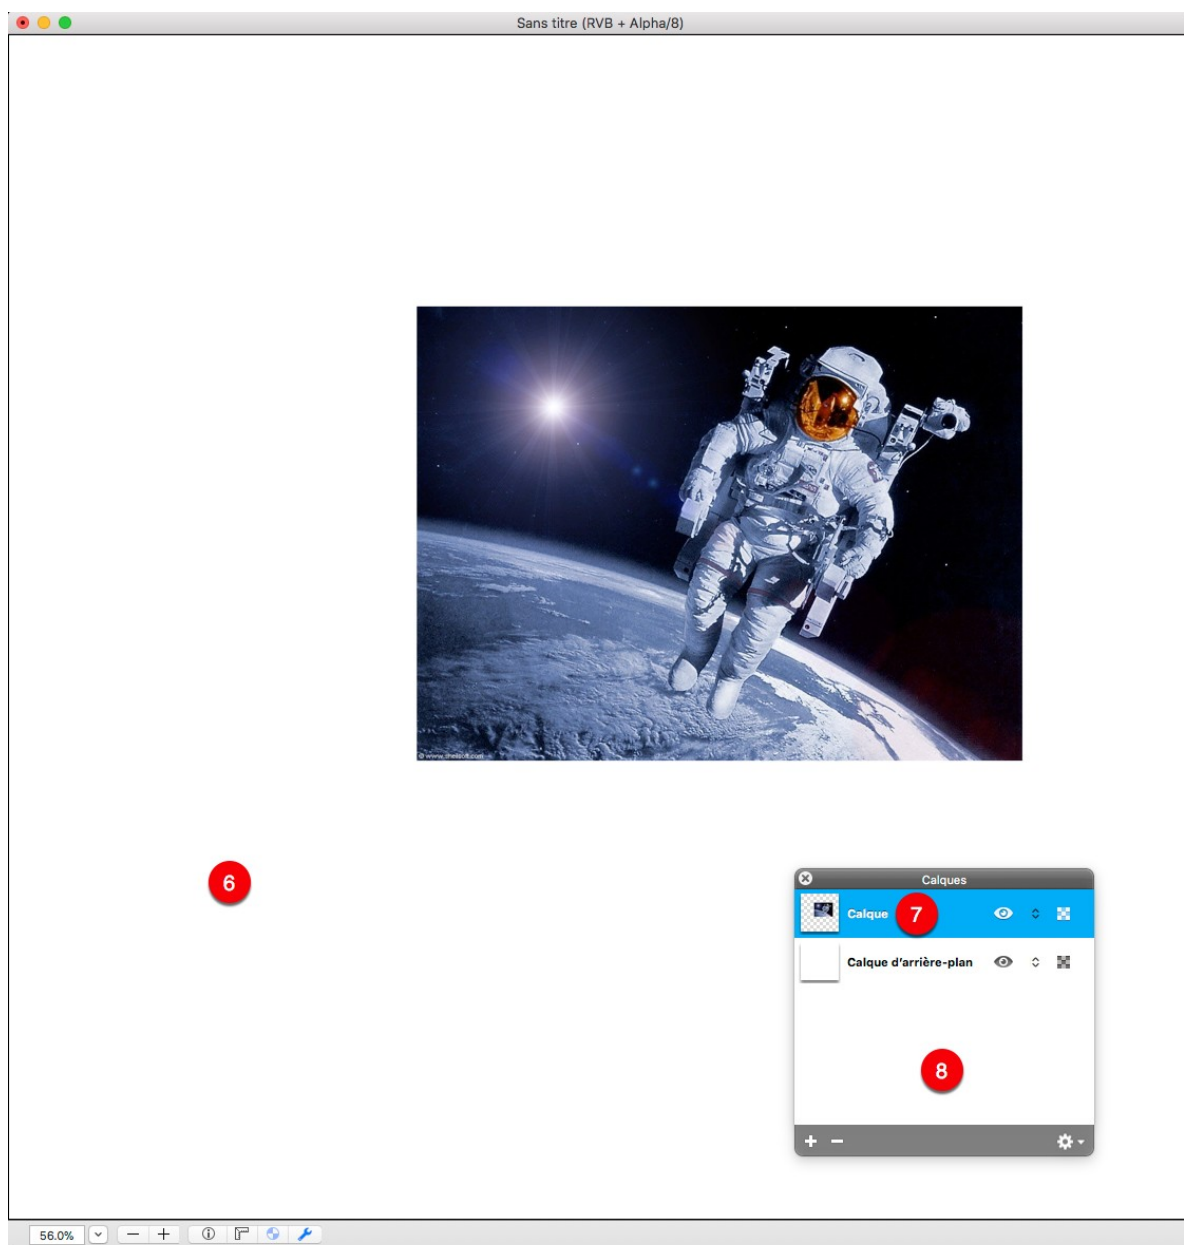 Sans titre (RVB + Alpha/8)
6
Calques
Calque 7
Calque d'arrière-plan
8
56.0%